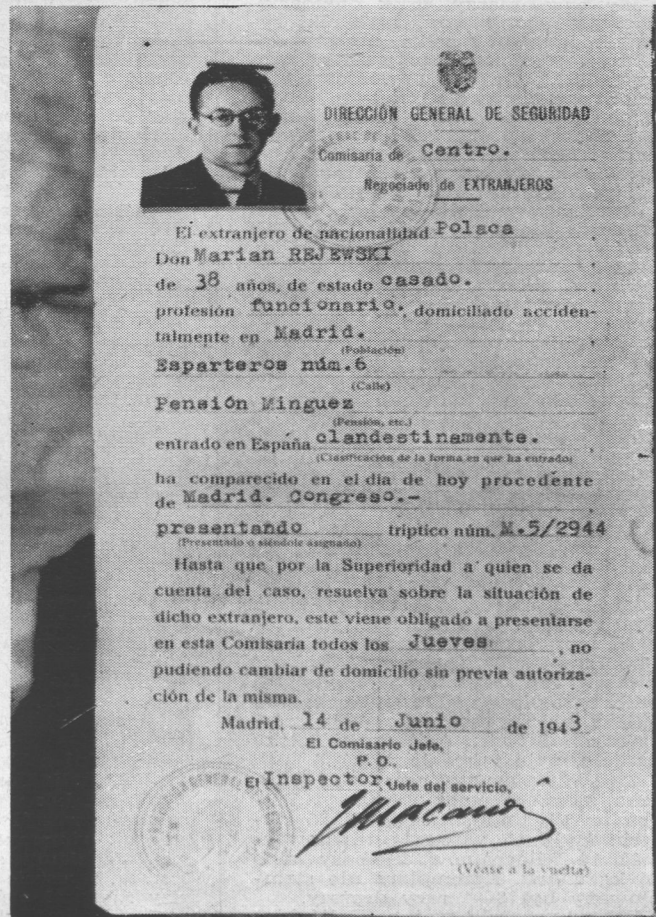 DIRECCIÓN GENERAL DE SEGURIDAD
Comisaría de Centro.
Negociado de EXTRANJEROS
El extranjero de nacionalidad Polaca
Don Marian REJEWSKI
de 38 años, de estado casado.
profesión funcionario, domiciliado acciden-
talmente en Madrid.
(Población)
Esparteros núm.6
(Calle)
Pensión Minguez
(Pensión, etc.)
entrado en España clandestinamente.
(Clasificación de la forma en que ha entrado)
ha comparecido en el día de hoy procedente
de Madrid. Congreso.-
presentando tríptico núm. M.5/2944
(Presentado o siéndole asignado)
Hasta que por la Superioridad a quien se da
cuenta del caso, resuelva sobre la situación de
dicho extranjero, este viene obligado a presentarse
en esta Comisaría todos los Jueves, no
pudiendo cambiar de domicilio sin previa autoriza-
ción de la misma.
Madrid, 14 de Junio de 1943
El Comisario Jefe,
P. O.,
El Inspector, Jefe del servicio,
(Véase a la vuelta)